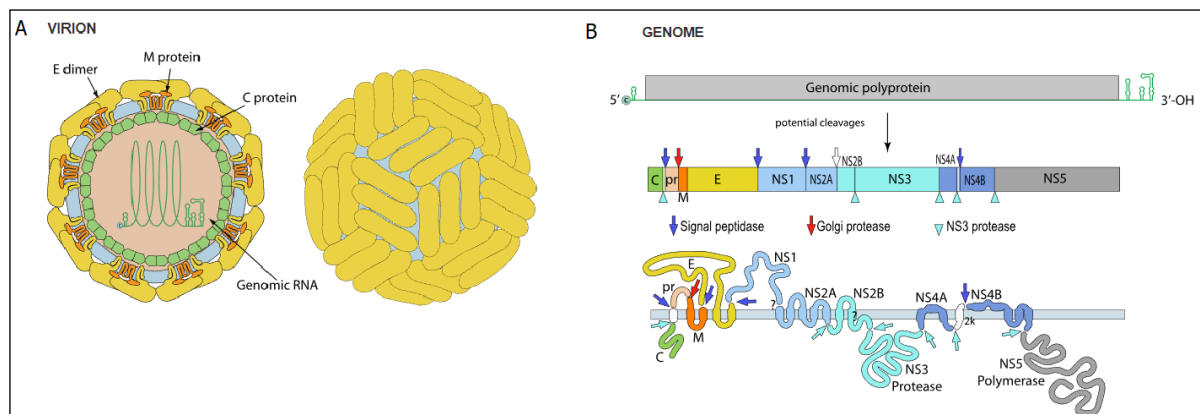 A VIRION
M protein
E dimer
C protein
Genomic RNA
B GENOME
5′ c Genomic polyprotein 3′-OH
potential cleavages
NS2B NS4A
C pr M E NS1 NS2A NS3 NS4B NS5
Signal peptidase Golgi protease NS3 protease
E NS1
pr NS2A NS2B NS4A NS4B
? ? 2k
C M
NS3
Protease
NS5
Polymerase